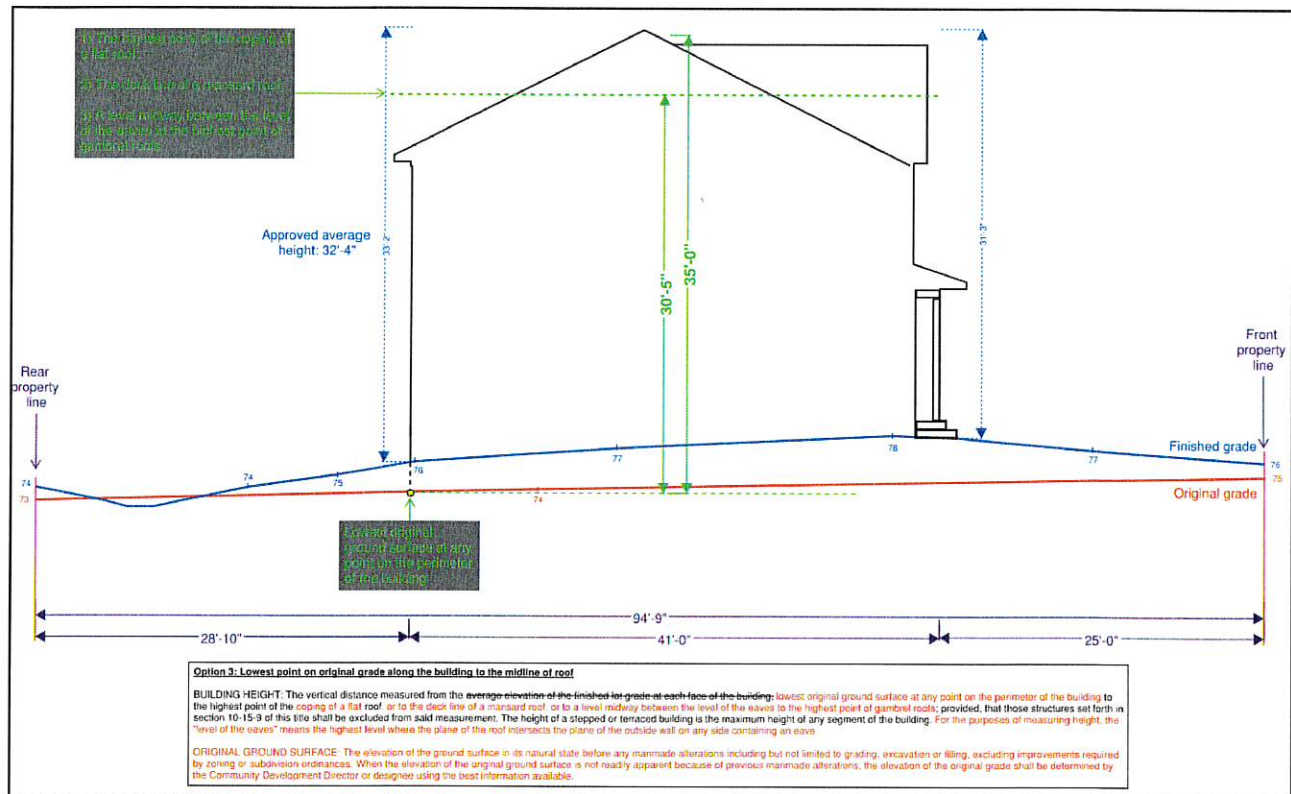 1) The highest point of the coping of
a flat roof
2) The deck line of a mansard roof
3) A level midway between the level
of the eaves to the highest point of
gambrel roofs
Approved average
height: 32'-4"
33'-2"
30'-5"
35'-0"
31'-3"
Rear
property
line
Front
property
line
74
73
74
75
76
74
77
78
77
76
75
Finished grade
Original grade
Lowest original
ground surface at any
point on the perimeter
of the building
94'-9"
28'-10"
41'-0"
25'-0"
Option 3: Lowest point on original grade along the building to the midline of roof
BUILDING HEIGHT: The vertical distance measured from the average elevation of the finished lot grade at each face of the building, lowest original ground surface at any point on the perimeter of the building to
the highest point of the coping of a flat roof, or to the deck line of a mansard roof, or to a level midway between the level of the eaves to the highest point of gambrel roofs; provided, that those structures set forth in
section 10-15-9 of this title shall be excluded from said measurement. The height of a stepped or terraced building is the maximum height of any segment of the building. For the purposes of measuring height, the
"level of the eaves" means the highest level where the plane of the roof intersects the plane of the outside wall on any side containing an eave.
ORIGINAL GROUND SURFACE: The elevation of the ground surface in its natural state before any manmade alterations including but not limited to grading, excavation or filling, excluding improvements required
by zoning or subdivision ordinances. When the elevation of the original ground surface is not readily apparent because of previous manmade alterations, the elevation of the original grade shall be determined by
the Community Development Director or designee using the best information available.